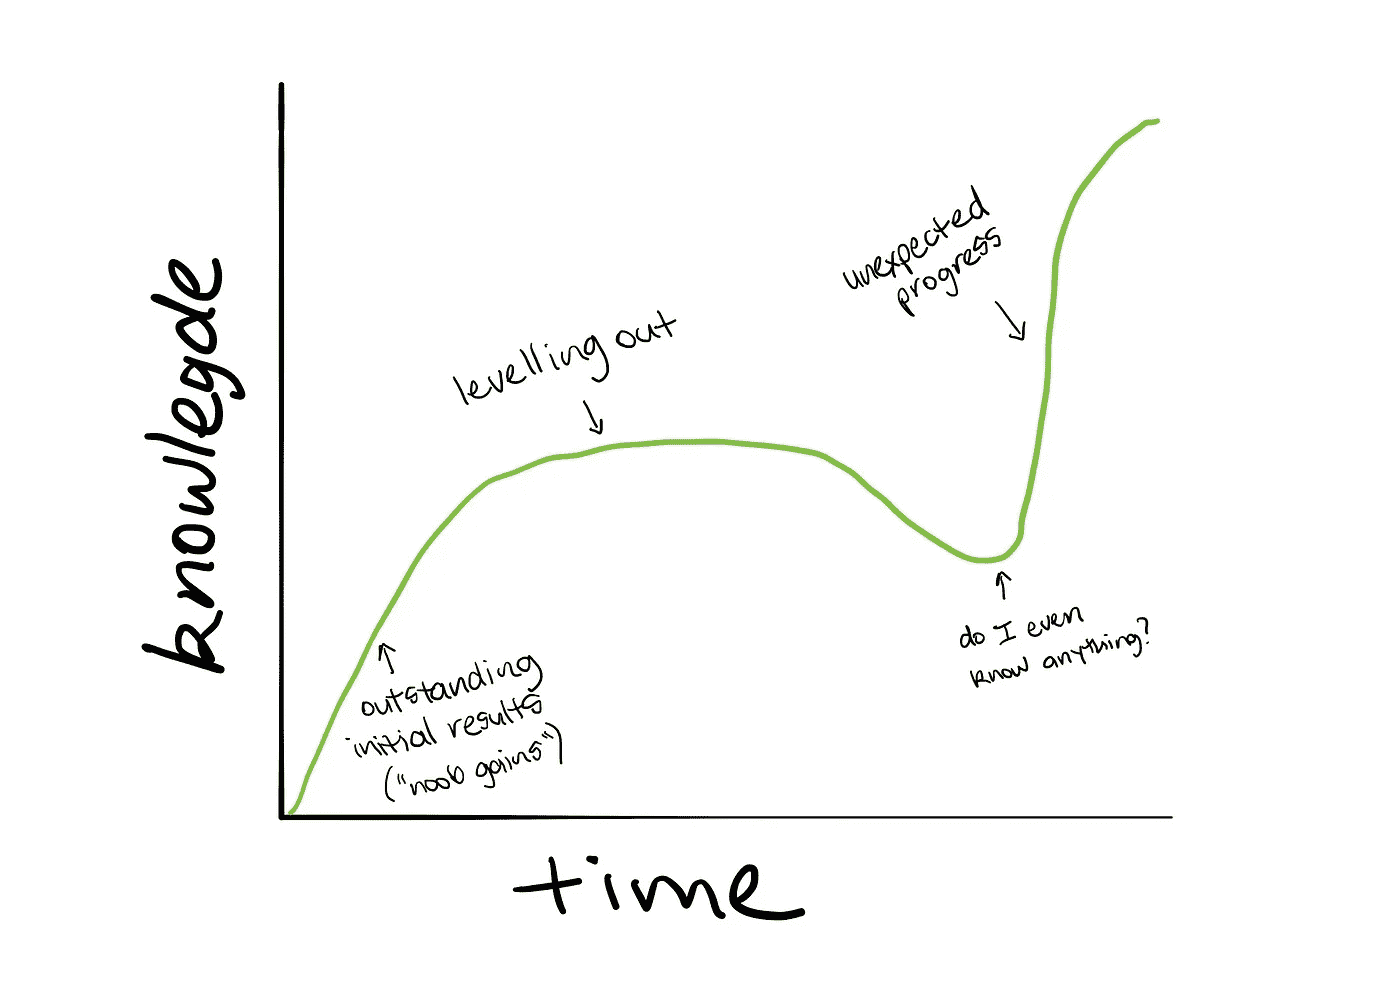 knowlegde
unexpected
progress
levelling out
do I even
know anything?
outstanding
initial results
("noob gains")
time